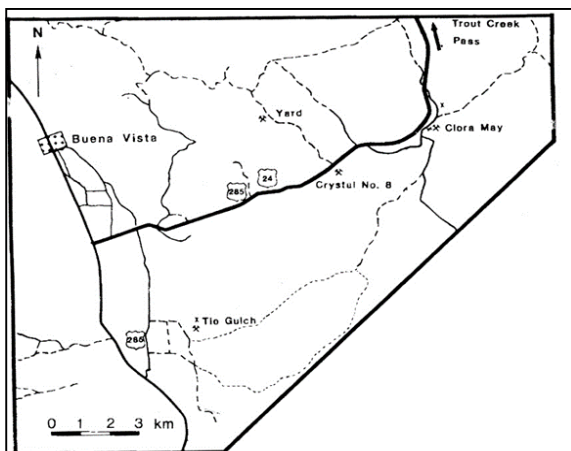 Trout Creek
Pass
N
Yard
Buena Vista
x
Clora May
24
285
Crystal No. 8
x
Tie Gulch
285
0 1 2 3 km